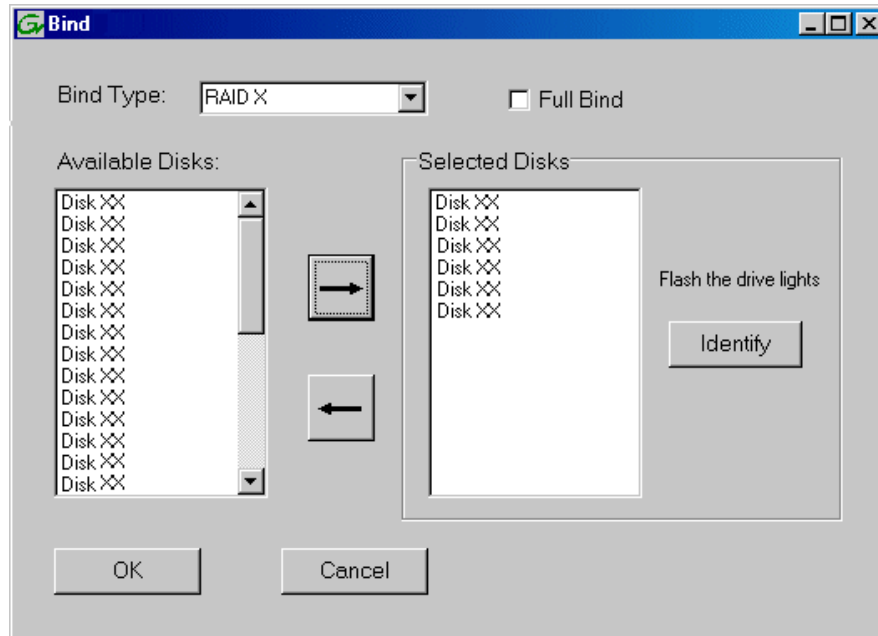 Bind
Bind Type: RAID X Full Bind
Available Disks:
Disk XX
Disk XX
Disk XX
Disk XX
Disk XX
Disk XX
Disk XX
Disk XX
Disk XX
Disk XX
Disk XX
Disk XX
Disk XX
Disk XX
Selected Disks
Disk XX
Disk XX
Disk XX
Disk XX
Disk XX
Disk XX
Flash the drive lights
Identify
OK Cancel